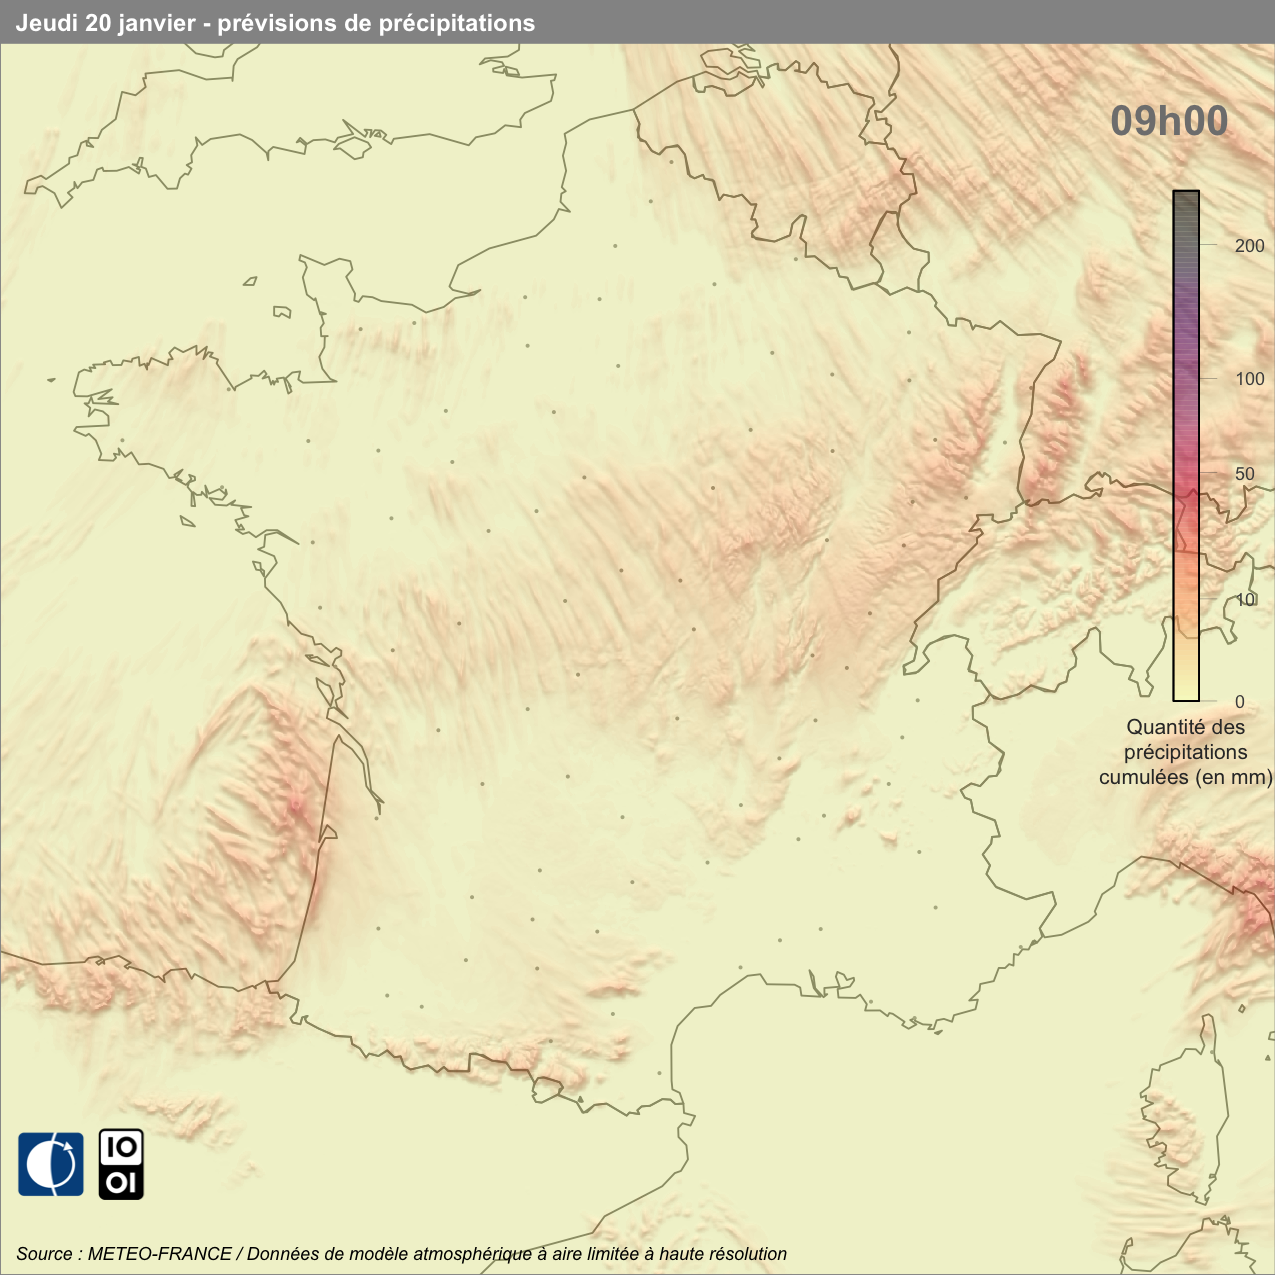 Jeudi 20 janvier - prévisions de précipitations
09h00
200
100
50
10
0
Quantité des
précipitations
cumulées (en mm)
IO
OI
Source : METEO-FRANCE / Données de modèle atmosphérique à aire limitée à haute résolution